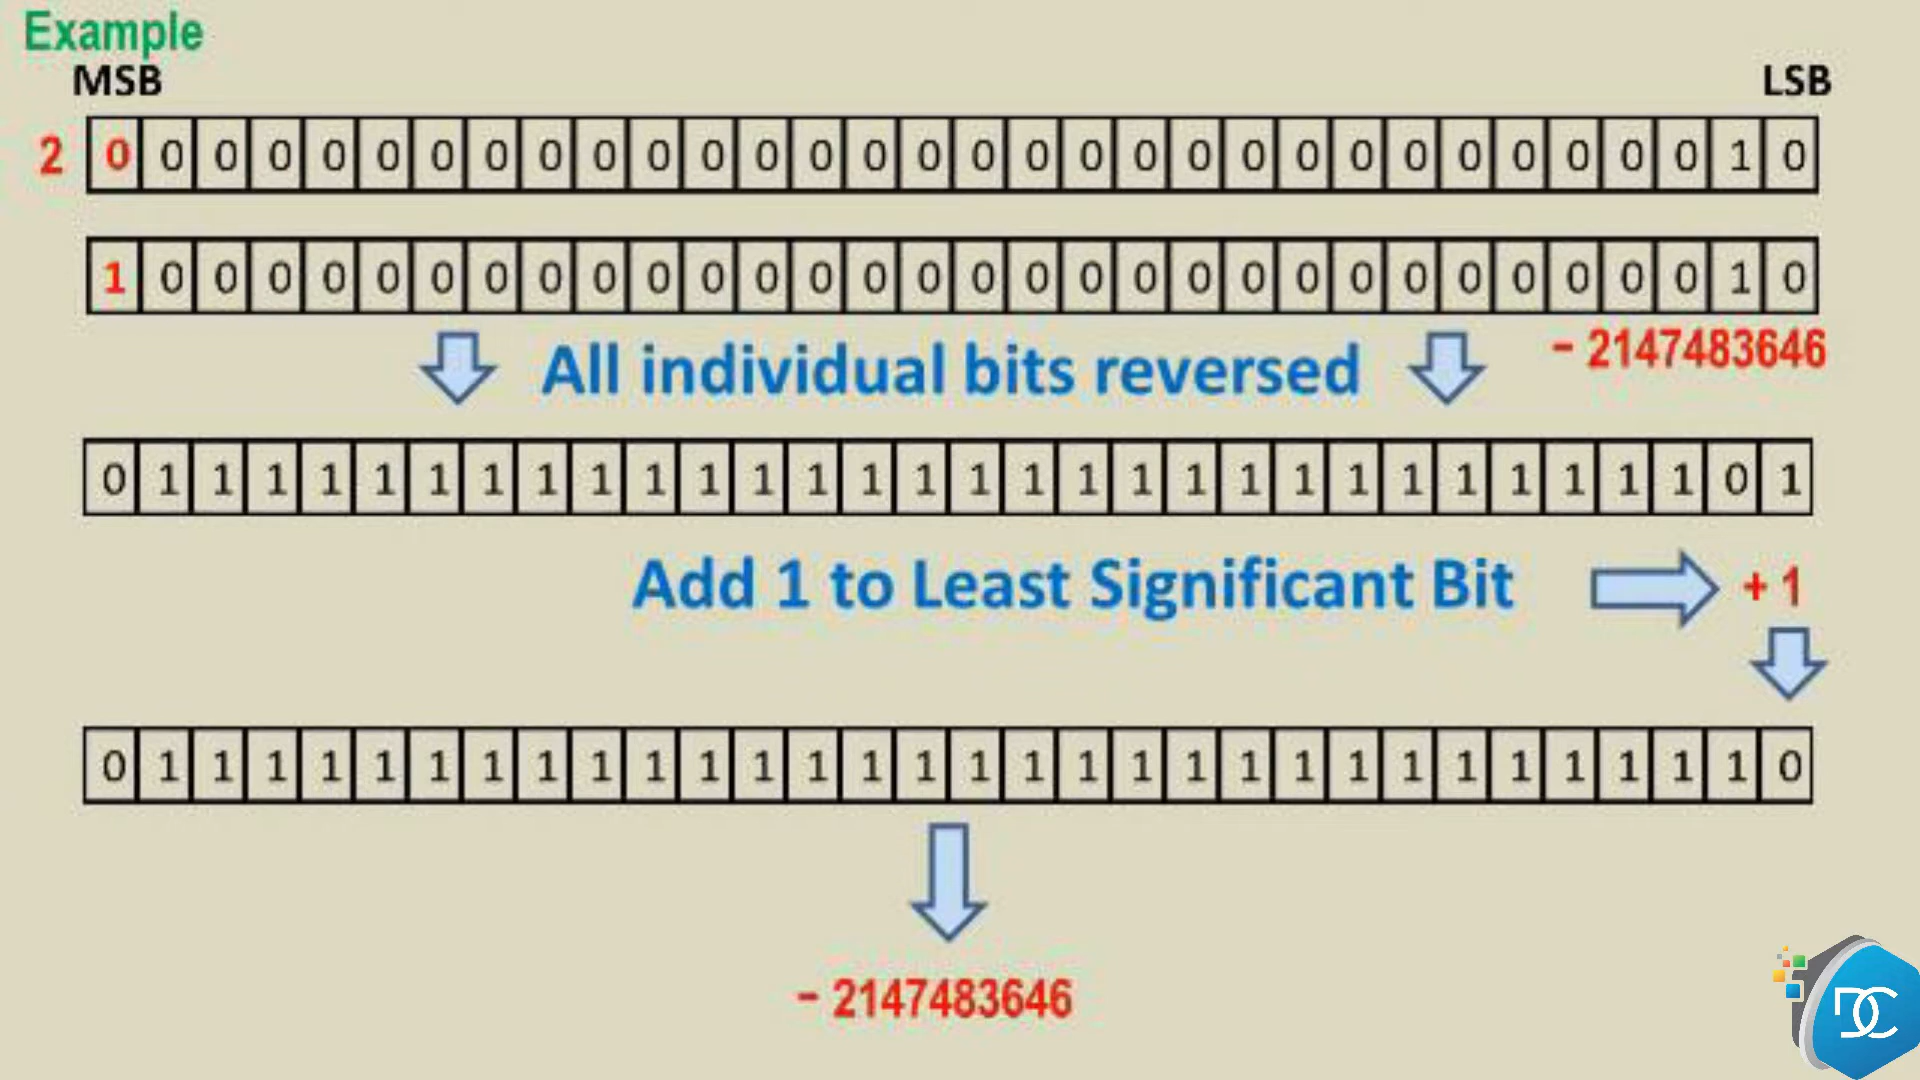 Example
MSB LSB
2 0 0 0 0 0 0 0 0 0 0 0 0 0 0 0 0 0 0 0 0 0 0 0 0 0 0 0 0 0 0 1 0
1 0 0 0 0 0 0 0 0 0 0 0 0 0 0 0 0 0 0 0 0 0 0 0 0 0 0 0 0 0 0 1 0
All individual bits reversed - 2147483646
0 1 1 1 1 1 1 1 1 1 1 1 1 1 1 1 1 1 1 1 1 1 1 1 1 1 1 1 1 1 0 1
Add 1 to Least Significant Bit + 1
0 1 1 1 1 1 1 1 1 1 1 1 1 1 1 1 1 1 1 1 1 1 1 1 1 1 1 1 1 1 1 0
- 2147483646
DC